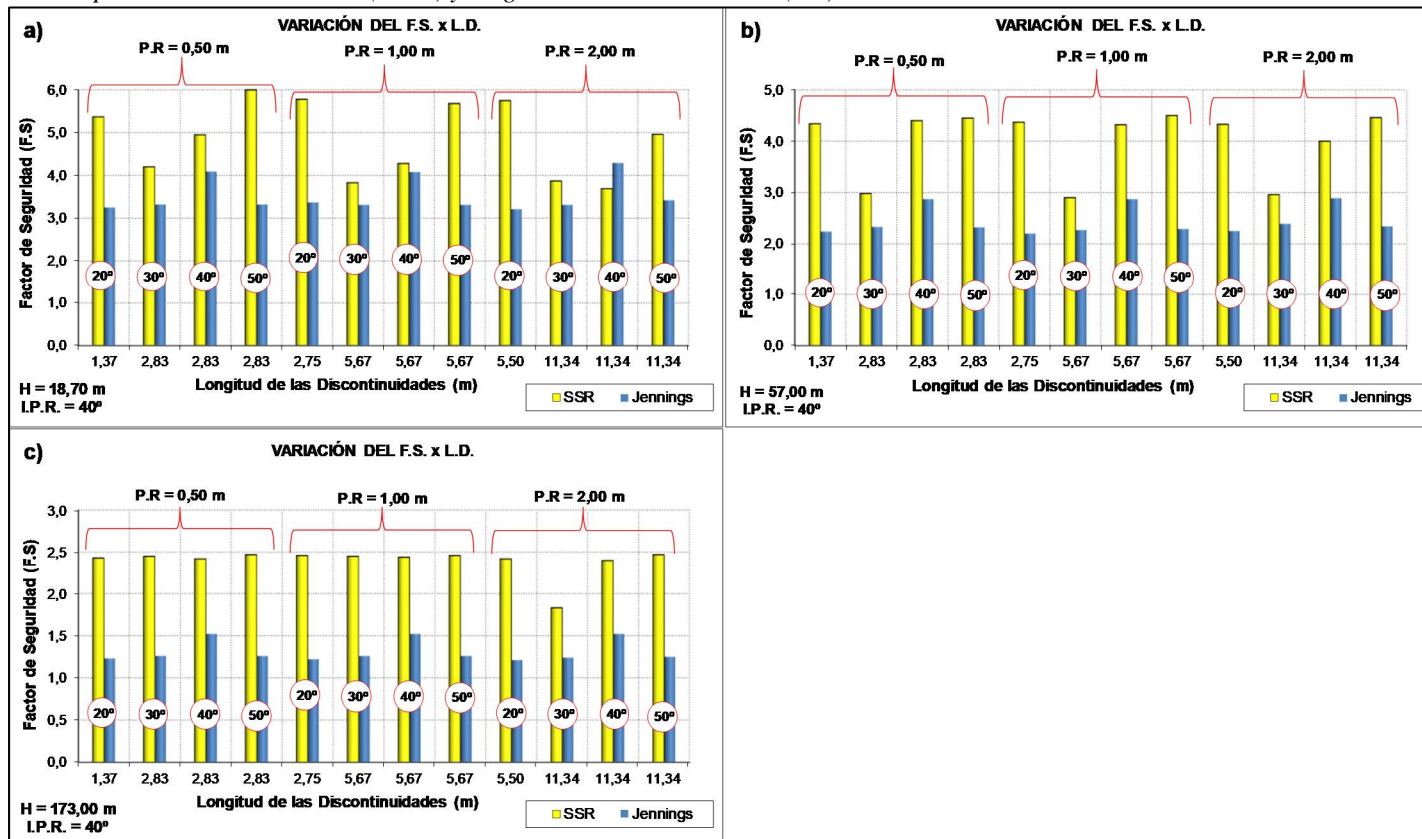 a)
VARIACIÓN DEL F.S. x L.D.
P.R = 0,50 m
P.R = 1,00 m
P.R = 2,00 m
Factor de Seguridad (F.S)
6,0
5,0
4,0
3,0
2,0
1,0
0,0
20º 30º 40º 50º 20º 30º 40º 50º 20º 30º 40º 50º
1,37 2,83 2,83 2,83 2,75 5,67 5,67 5,67 5,50 11,34 11,34 11,34
Longitud de las Discontinuidades (m)
H = 18,70 m
I.P.R. = 40º
SSR Jennings
b)
VARIACIÓN DEL F.S. x L.D.
P.R = 0,50 m
P.R = 1,00 m
P.R = 2,00 m
Factor de Seguridad (F.S)
5,0
4,0
3,0
2,0
1,0
0,0
20º 30º 40º 50º 20º 30º 40º 50º 20º 30º 40º 50º
1,37 2,83 2,83 2,83 2,75 5,67 5,67 5,67 5,50 11,34 11,34 11,34
Longitud de las Discontinuidades (m)
H = 57,00 m
I.P.R. = 40º
SSR Jennings
c)
VARIACIÓN DEL F.S. x L.D.
P.R = 0,50 m
P.R = 1,00 m
P.R = 2,00 m
Factor de Seguridad (F.S)
3,0
2,5
2,0
1,5
1,0
0,5
0,0
20º 30º 40º 50º 20º 30º 40º 50º 20º 30º 40º 50º
1,37 2,83 2,83 2,83 2,75 5,67 5,67 5,67 5,50 11,34 11,34 11,34
Longitud de las Discontinuidades (m)
H = 173,00 m
I.P.R. = 40º
SSR Jennings